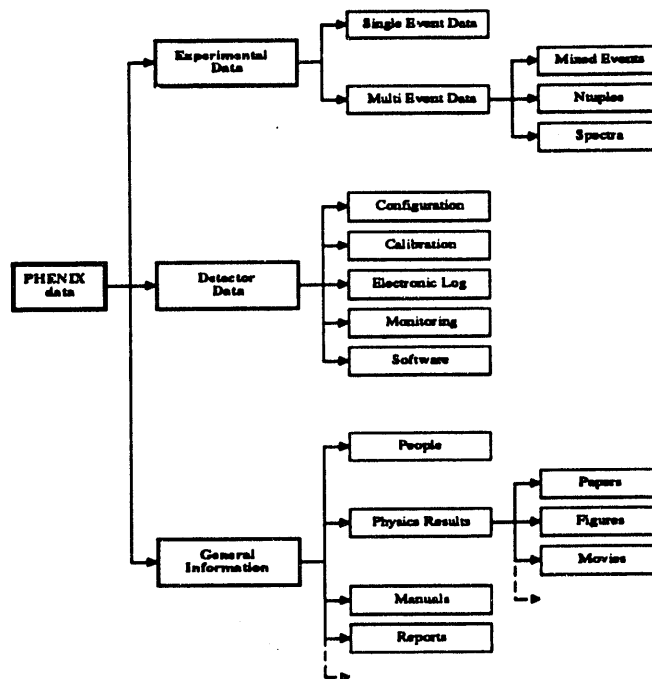 Single Event Data
Experimental
Data
Mixed Events
Multi Event Data
Ntuples
Spectra
Configuration
Calibration
PHENIX
data
Detector
Data
Electronic Log
Monitoring
Software
People
Papers
Physics Results
Figures
General
Information
Movies
Manuals
Reports